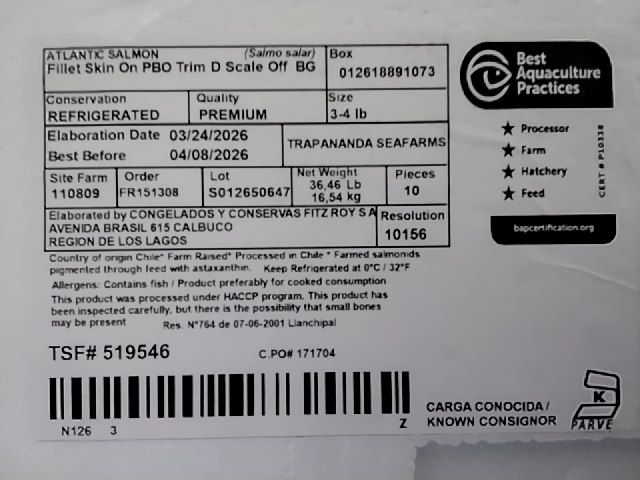 ATLANTIC SALMON (Salmo salar)
Fillet Skin On PBO Trim D Scale Off BG
Box
012618891073
Conservation
REFRIGERATED
Quality
PREMIUM
Size
3-4 lb
Elaboration Date 03/24/2026
Best Before 04/08/2026
TRAPANANDA SEAFARMS
Site Farm
110809
Order
FR151308
Lot
S012650647
Net Weight
36,46 Lb
16,54 kg
Pieces
10
Elaborated by CONGELADOS Y CONSERVAS FITZ ROY S A
AVENIDA BRASIL 615 CALBUCO
REGION DE LOS LAGOS
Resolution
10156
Country of origin Chile* Farm Raised* Processed in Chile * Farmed salmonids
pigmented through feed with astaxanthin. Keep Refrigerated at 0°C / 32°F
Allergens: Contains fish / Product preferably for cooked consumption
This product was processed under HACCP program. This product has
been inspected carefully, but there is the possibility that small bones
may be present Res. N°764 de 07-06-2001 Llanchipal
TSF# 519546 C.PO# 171704
N126 3 Z
Best
Aquaculture
Practices
Processor
Farm
Hatchery
Feed
CERT # P10338
bapcertification.org
CARGA CONOCIDA /
KNOWN CONSIGNOR
K
PARVE